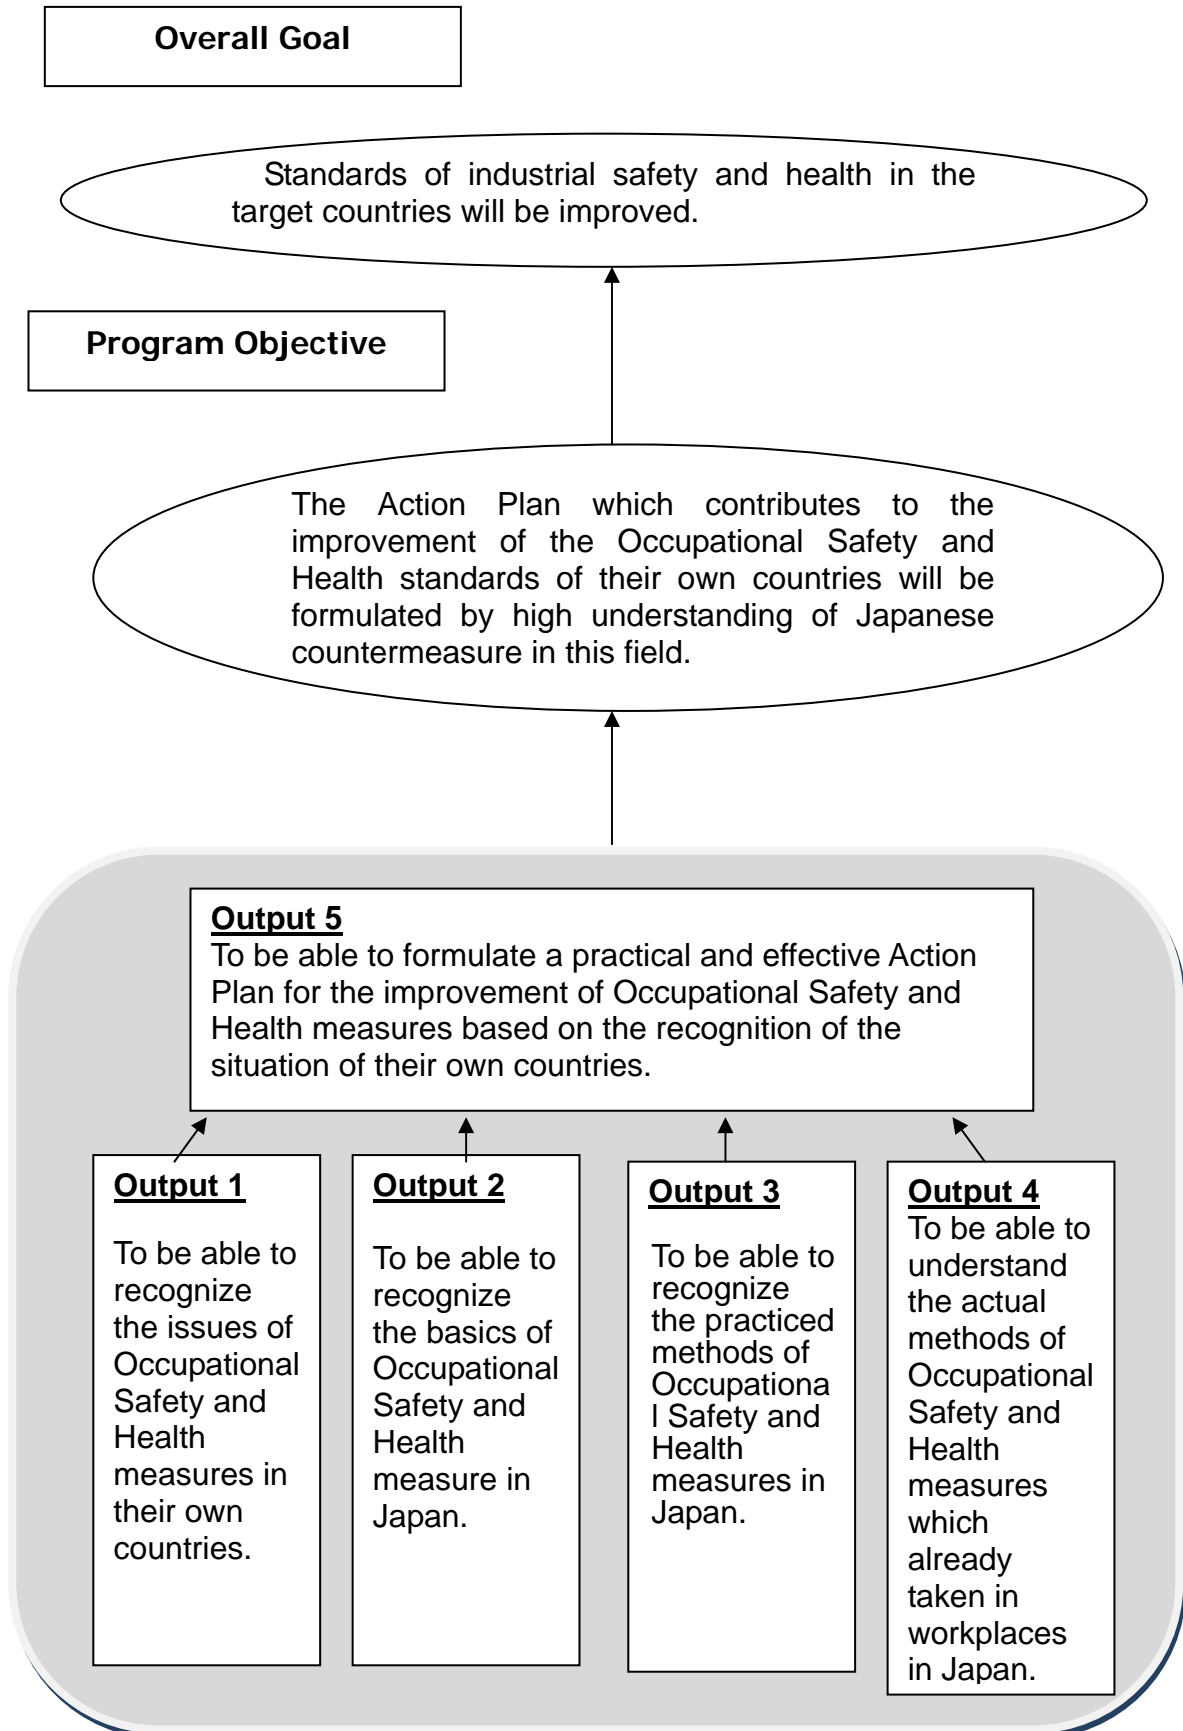 Overall Goal
Standards of industrial safety and health in the
target countries will be improved.
Program Objective
The Action Plan which contributes to the
improvement of the Occupational Safety and
Health standards of their own countries will be
formulated by high understanding of Japanese
countermeasure in this field.
Output 5
To be able to formulate a practical and effective Action
Plan for the improvement of Occupational Safety and
Health measures based on the recognition of the
situation of their own countries.
Output 1
To be able to
recognize
the issues of
Occupational
Safety and
Health
measures in
their own
countries.
Output 2
To be able to
recognize
the basics of
Occupational
Safety and
Health
measure in
Japan.
Output 3
To be able to
recognize
the practiced
methods of
Occupationa
l Safety and
Health
measures in
Japan.
Output 4
To be able to
understand
the actual
methods of
Occupational
Safety and
Health
measures
which
already
taken in
workplaces
in Japan.